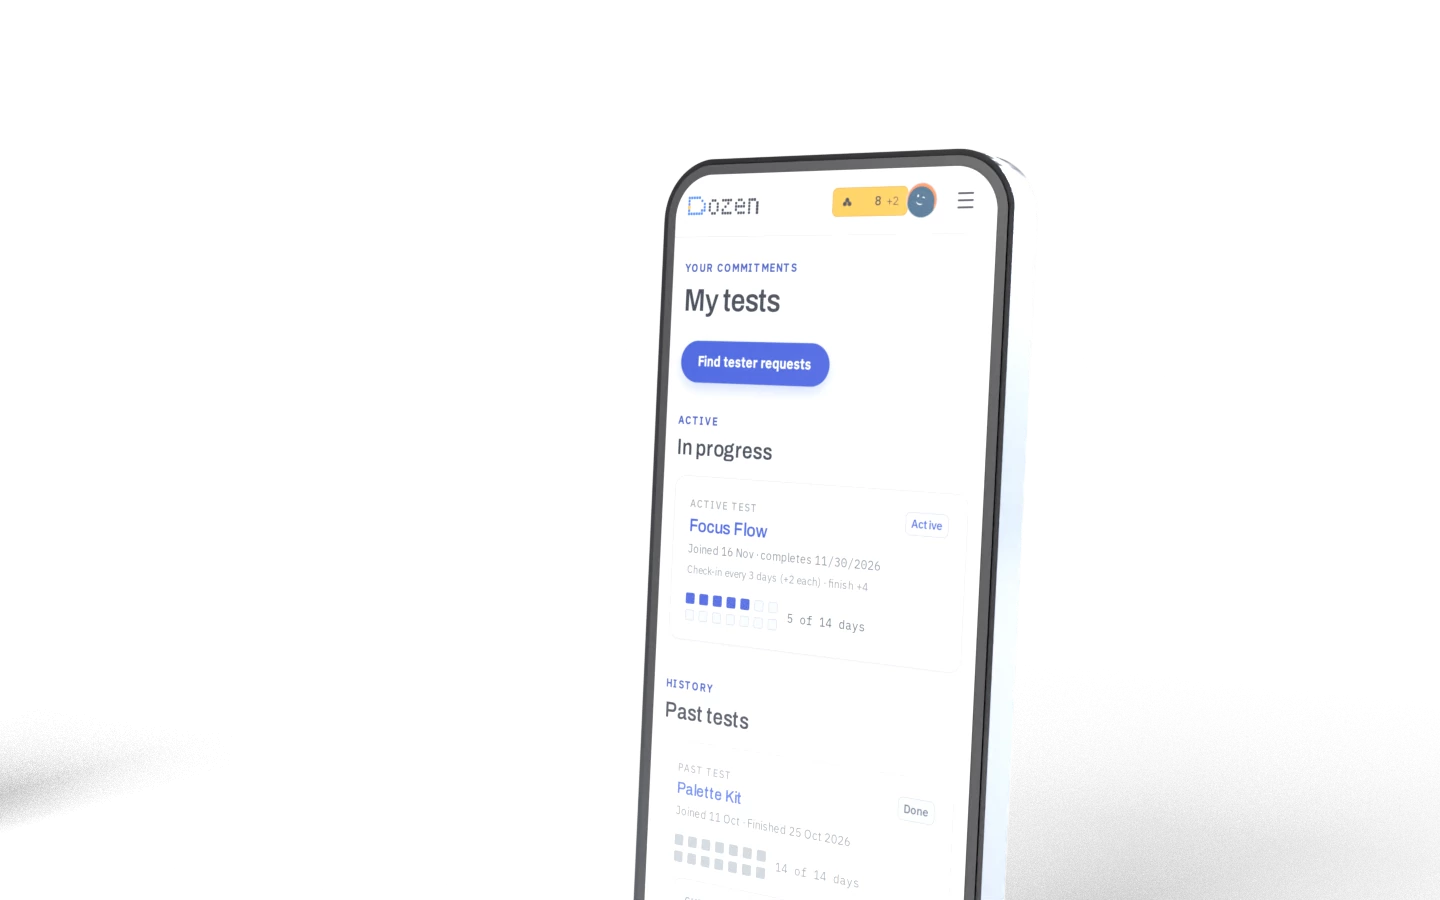 Dozen
8 +2
YOUR COMMITMENTS
My tests
Find tester requests
ACTIVE
In progress
ACTIVE TEST
Active
Focus Flow
Joined 16 Nov · completes 11/30/2026
Check-in every 3 days (+2 each) · finish +4
5 of 14 days
HISTORY
Past tests
PAST TEST
Done
Palette Kit
Joined 11 Oct · Finished 25 Oct 2026
14 of 14 days